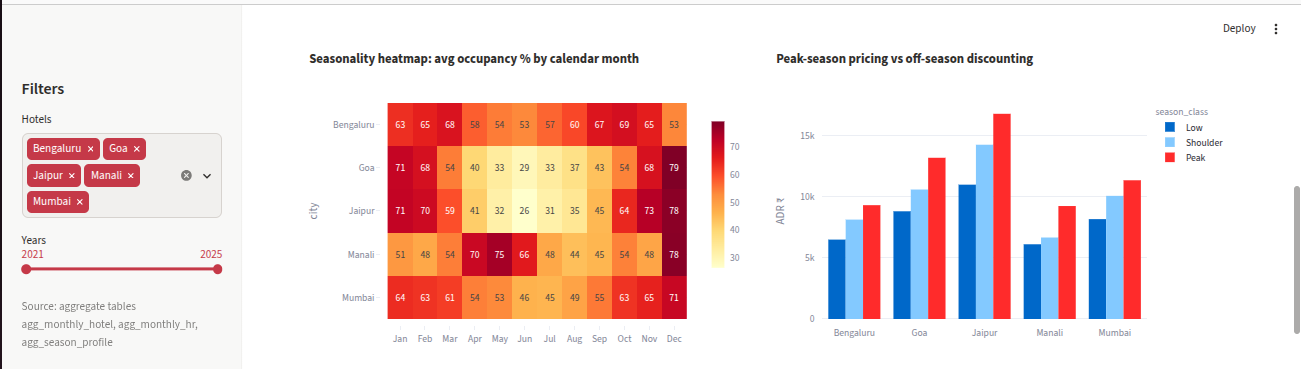 Deploy
Filters
Hotels
Bengaluru × Goa ×
Jaipur × Manali ×
Mumbai ×
Years
2021 2025
Source: aggregate tables
agg_monthly_hotel, agg_monthly_hr,
agg_season_profile
Seasonality heatmap: avg occupancy % by calendar month
city
Bengaluru 63 65 68 58 54 53 57 60 67 69 65 53
Goa 71 68 54 40 33 29 33 37 43 54 68 79
Jaipur 71 70 59 41 32 26 31 35 45 64 73 78
Manali 51 48 54 70 75 66 48 44 45 54 48 78
Mumbai 64 63 61 54 53 46 45 49 55 63 65 71
Jan Feb Mar Apr May Jun Jul Aug Sep Oct Nov Dec
70
60
50
40
30
Peak-season pricing vs off-season discounting
ADR ₹
15k
10k
5k
0
Bengaluru Goa Jaipur Manali Mumbai
season_class
Low
Shoulder
Peak